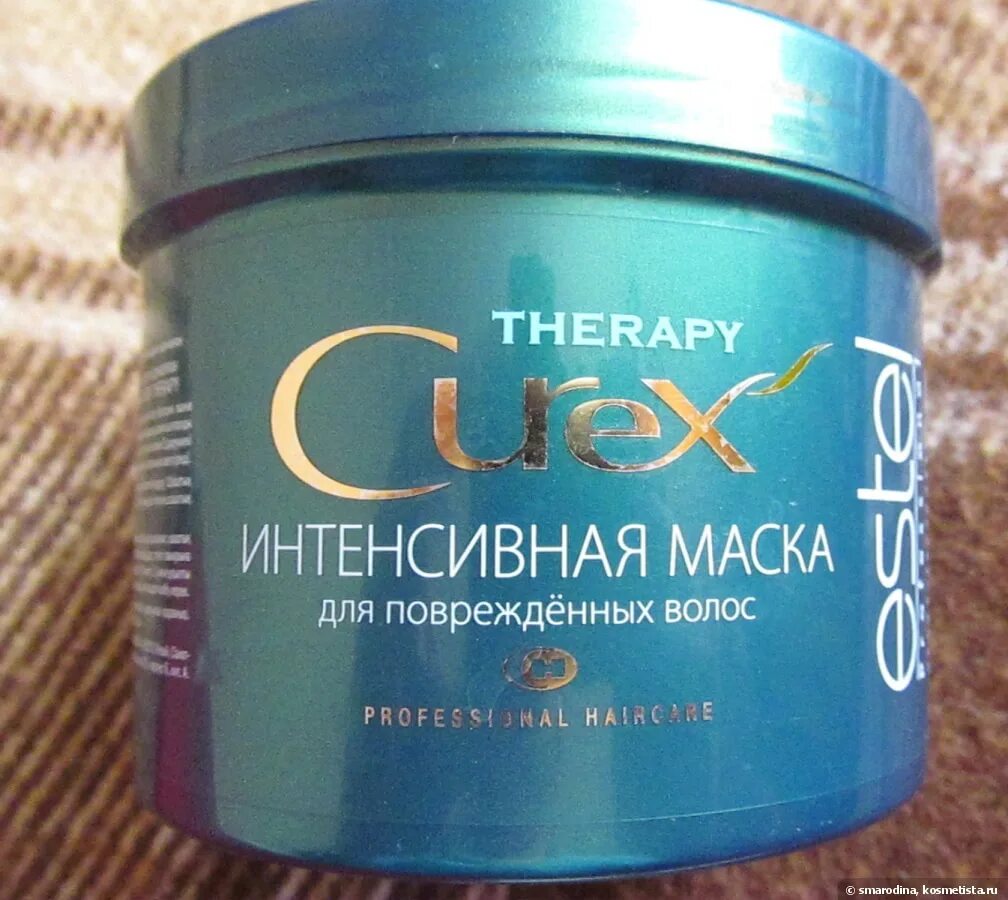 THERAPY
Curex
ИНТЕНСИВНАЯ МАСКА
для повреждённых волос
PROFESSIONAL HAIRCARE
estel
© smarodina, kosmetista.ru